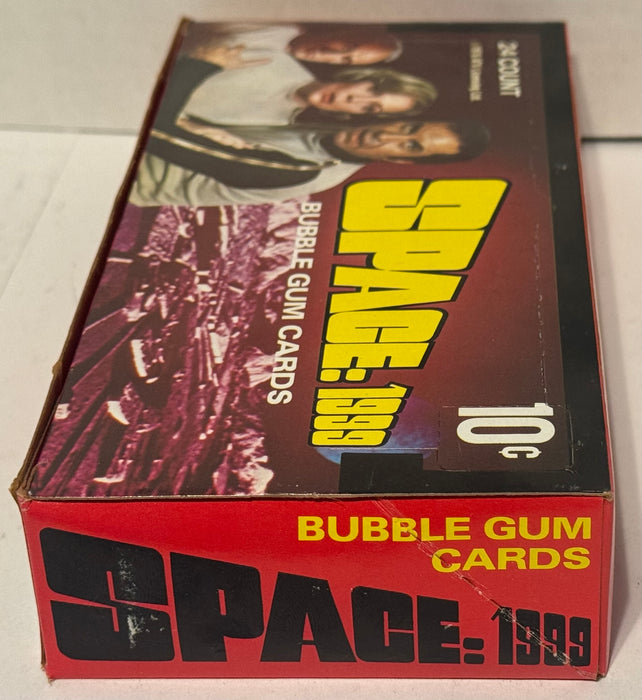 24 COUNT
SPACE: 1999
BUBBLE GUM CARDS
10¢
BUBBLE GUM
CARDS
SPACE: 1999